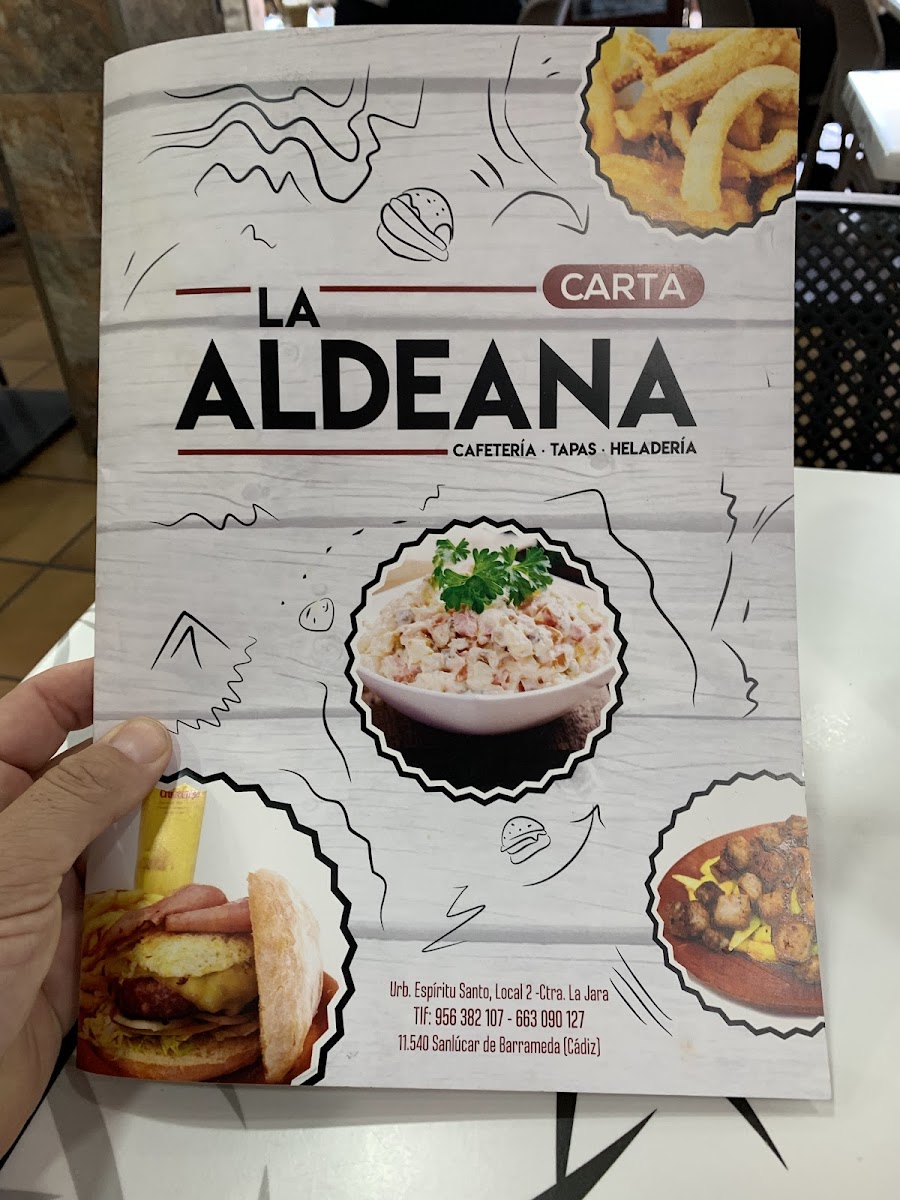 CARTA
LA
ALDEANA
CAFETERÍA · TAPAS · HELADERÍA
Urb. Espíritu Santo, Local 2 -Ctra. La Jara
Tlf: 956 382 107 - 663 090 127
11.540 Sanlúcar de Barrameda (Cádiz)